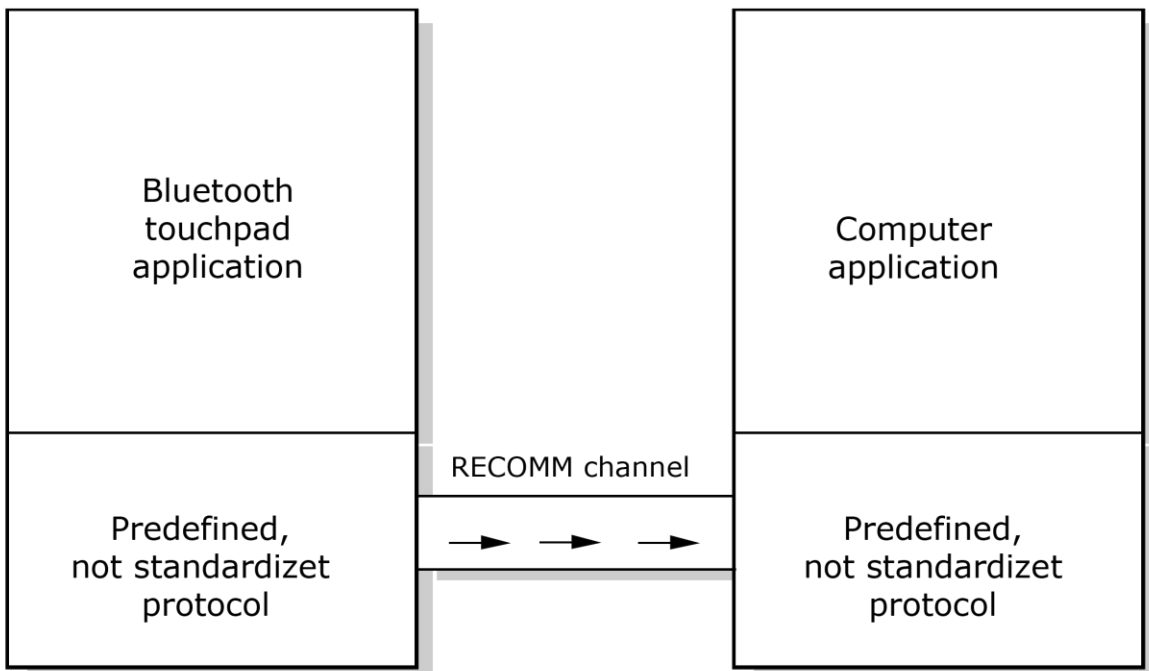 Bluetooth
touchpad
application
Computer
application
RECOMM channel
Predefined,
not standardizet
protocol
Predefined,
not standardizet
protocol